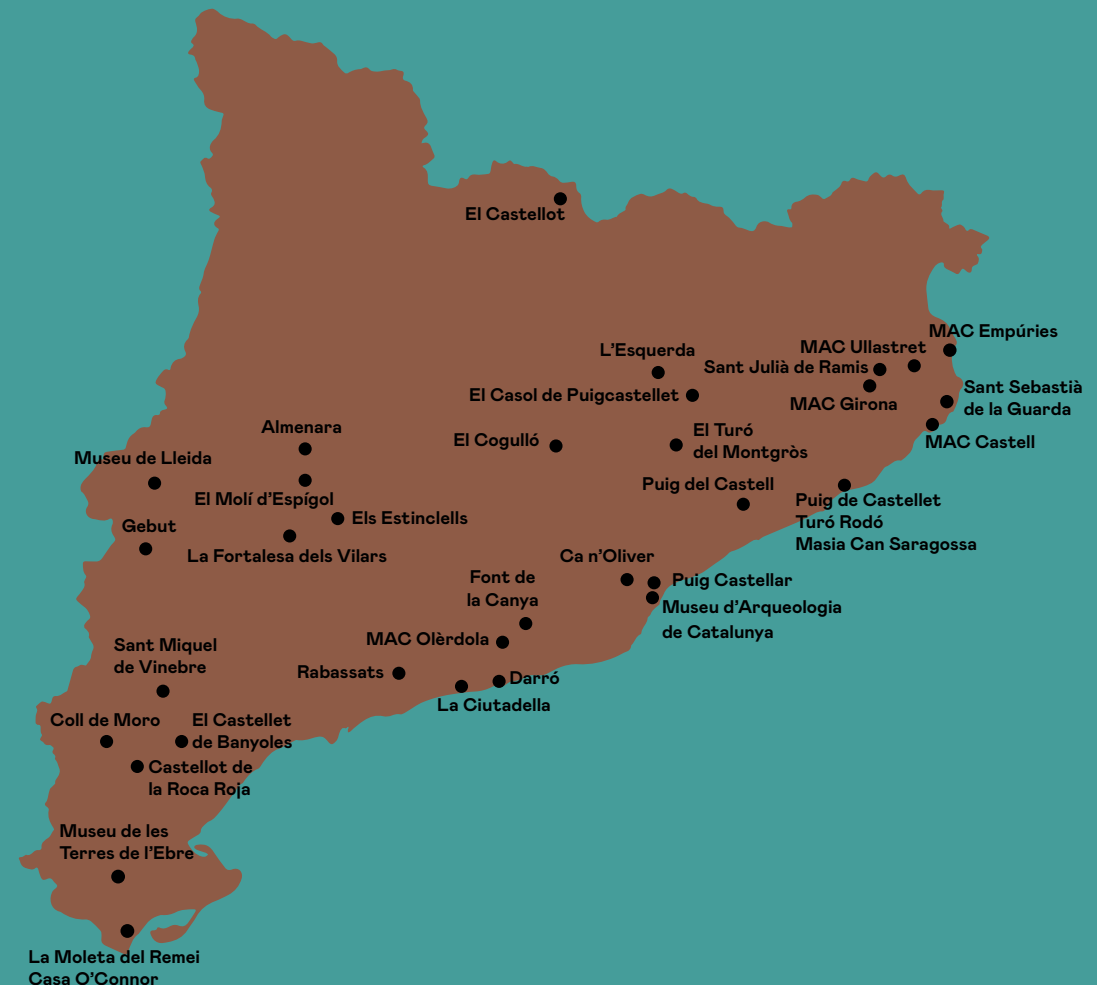 El Castellot
MAC Empúries
MAC Ullastret
L'Esquerda
Sant Julià de Ramis
Sant Sebastià
de la Guarda
El Casol de Puigcastellet
MAC Girona
Almenara
El Cogulló
El Turó
del Montgròs
MAC Castell
Museu de Lleida
El Molí d'Espígol
Puig del Castell
Puig de Castellet
Turó Rodó
Masia Can Saragossa
Gebut
Els Estinclells
La Fortalesa dels Vilars
Ca n'Oliver
Font de
la Canya
Puig Castellar
Museu d'Arqueologia
de Catalunya
MAC Olèrdola
Sant Miquel
de Vinebre
Rabassats
Darró
La Ciutadella
Coll de Moro
El Castellet
de Banyoles
Castellot de
la Roca Roja
Museu de les
Terres de l'Ebre
La Moleta del Remei
Casa O'Connor